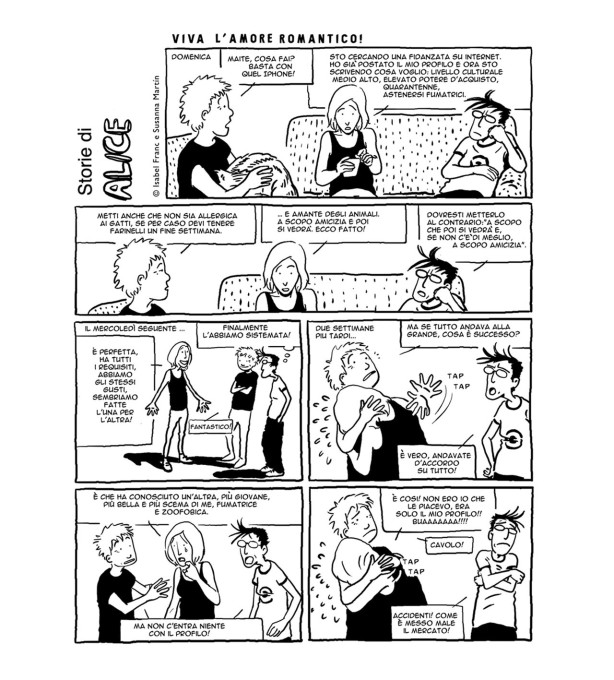 VIVA L'AMORE ROMANTICO!
Storie di
ALICE
© Isabel Franc e Susanna Martín
DOMENICA
MAITE, COSA FAI?
BASTA CON
QUEL IPHONE!
STO CERCANDO UNA FIDANZATA SU INTERNET.
HO GIÀ POSTATO IL MIO PROFILO E ORA STO
SCRIVENDO COSA VOGLIO: LIVELLO CULTURALE
MEDIO ALTO, ELEVATO POTERE D'ACQUISTO,
QUARANTENNE,
ASTENERSI FUMATRICI.
METTI ANCHE CHE NON SIA ALLERGICA
AI GATTI, SE PER CASO DEVI TENERE
FARINELLI UN FINE SETTIMANA.
.. E AMANTE DEGLI ANIMALI.
A SCOPO AMICIZIA E POI
SI VEDRÀ. ECCO FATTO!
DOVRESTI METTERLO
AL CONTRARIO:"A SCOPO
CHE POI SI VEDRÀ E,
SE NON C'E'DI MEGLIO,
A SCOPO AMICIZIA".
IL MERCOLEDÌ SEGUENTE ...
FINALMENTE
L'ABBIAMO SISTEMATA!
È PERFETTA,
HA TUTTI
I REQUISITI,
ABBIAMO
GLI STESSI
GUSTI,
SEMBRIAMO
FATTE
L'UNA PER
L'ALTRA!
FANTASTICO!
DUE SETTIMANE
PIÙ TARDI...
MA SE TUTTO ANDAVA ALLA
GRANDE, COSA È SUCCESSO?
TAP
TAP
È VERO, ANDAVATE
D'ACCORDO
SU TUTTO!
È CHE HA CONOSCIUTO UN'ALTRA, PIÙ GIOVANE,
PIÙ BELLA E PIÙ SCEMA DI ME, FUMATRICE
E ZOOFOBICA.
MA NON C'ENTRA NIENTE
CON IL PROFILO!
È COSI! NON ERO IO CHE
LE PIACEVO, ERA
SOLO IL MIO PROFILO!!
BUAAAAAAA!!!!
CAVOLO!
TAP
TAP
ACCIDENTI! COME
È MESSO MALE
IL MERCATO!